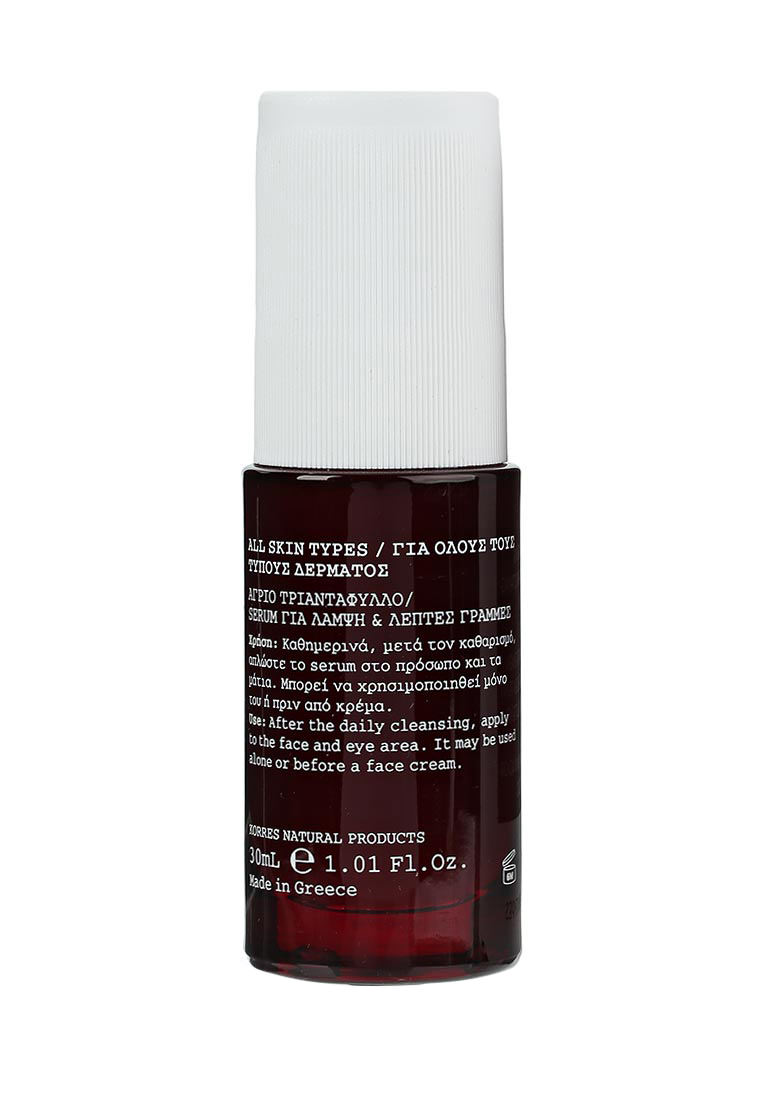 ALL SKIN TYPES / ΓΙΑ ΟΛΟΥΣ ΤΟΥΣ
ΤΥΠΟΥΣ ΔΕΡΜΑΤΟΣ
ΑΓΡΙΟ ΤΡΙΑΝΤΑΦΥΛΛΟ/
SERUM ΓΙΑ ΛΑΜΨΗ & ΛΕΠΤΕΣ ΓΡΑΜΜΕΣ
Χρήση: Καθημερινά, μετά τον καθαρισμό,
απλώστε το serum στο πρόσωπο και τα
μάτια. Μπορεί να χρησιμοποιηθεί μόνο
του ή πριν από κρέμα.
Use: After the daily cleansing, apply
to the face and eye area. It may be used
alone or before a face cream.
KORRES NATURAL PRODUCTS
30mL ℮ 1.01 Fl.Oz.
Made in Greece
6M